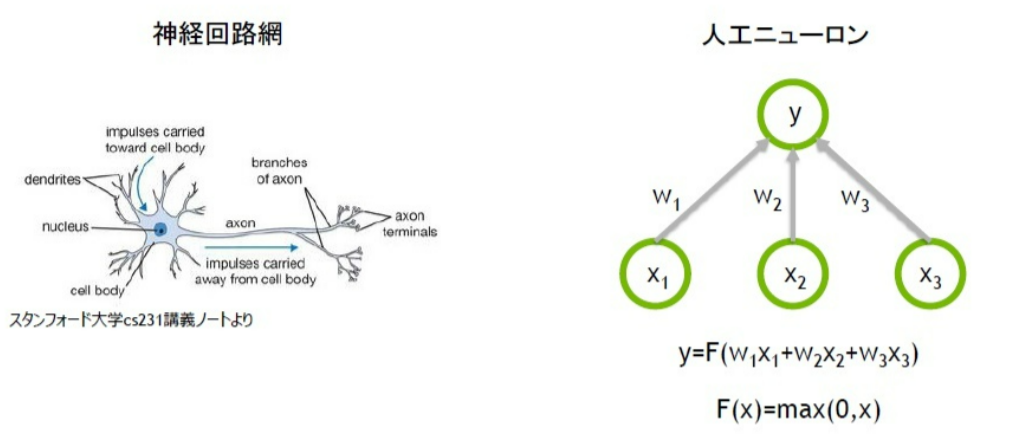 神経回路網
impulses carried
toward cell body
dendrites
nucleus
cell body
branches
of axon
axon
axon
terminals
impulses carried
away from cell body
スタンフォード大学cs231講義ノートより
人工ニューロン
y
w₁
w₂
w₃
x₁
x₂
x₃
y=F(w₁x₁+w₂x₂+w₃x₃)
F(x)=max(0,x)